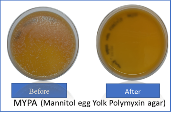 Before After
MYPA (Mannitol egg Yolk Polymyxin agar)